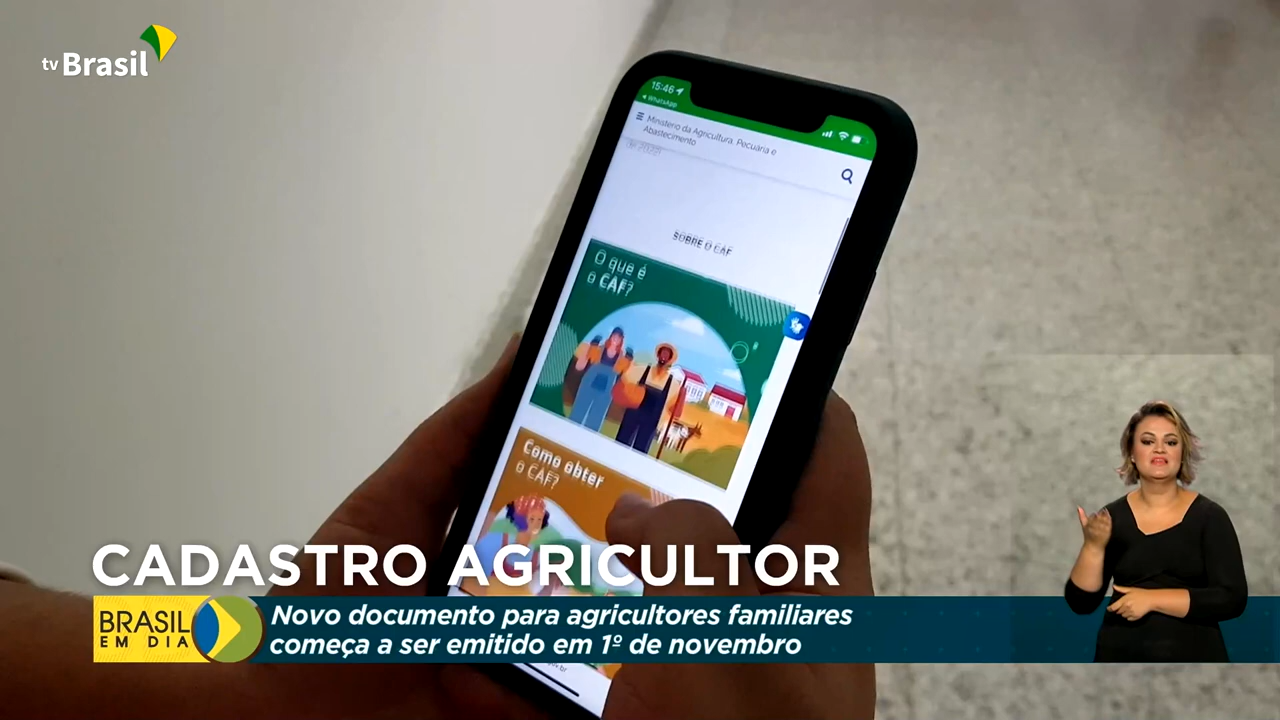 tv Brasil
15:46
WhatsApp
Ministério da Agricultura, Pecuária e
Abastecimento
SOBRE O CAF
O que é
o CAF?
Como obter
o CAF?
CADASTRO AGRICULTOR
BRASIL
EM DIA
Novo documento para agricultores familiares
começa a ser emitido em 1º de novembro